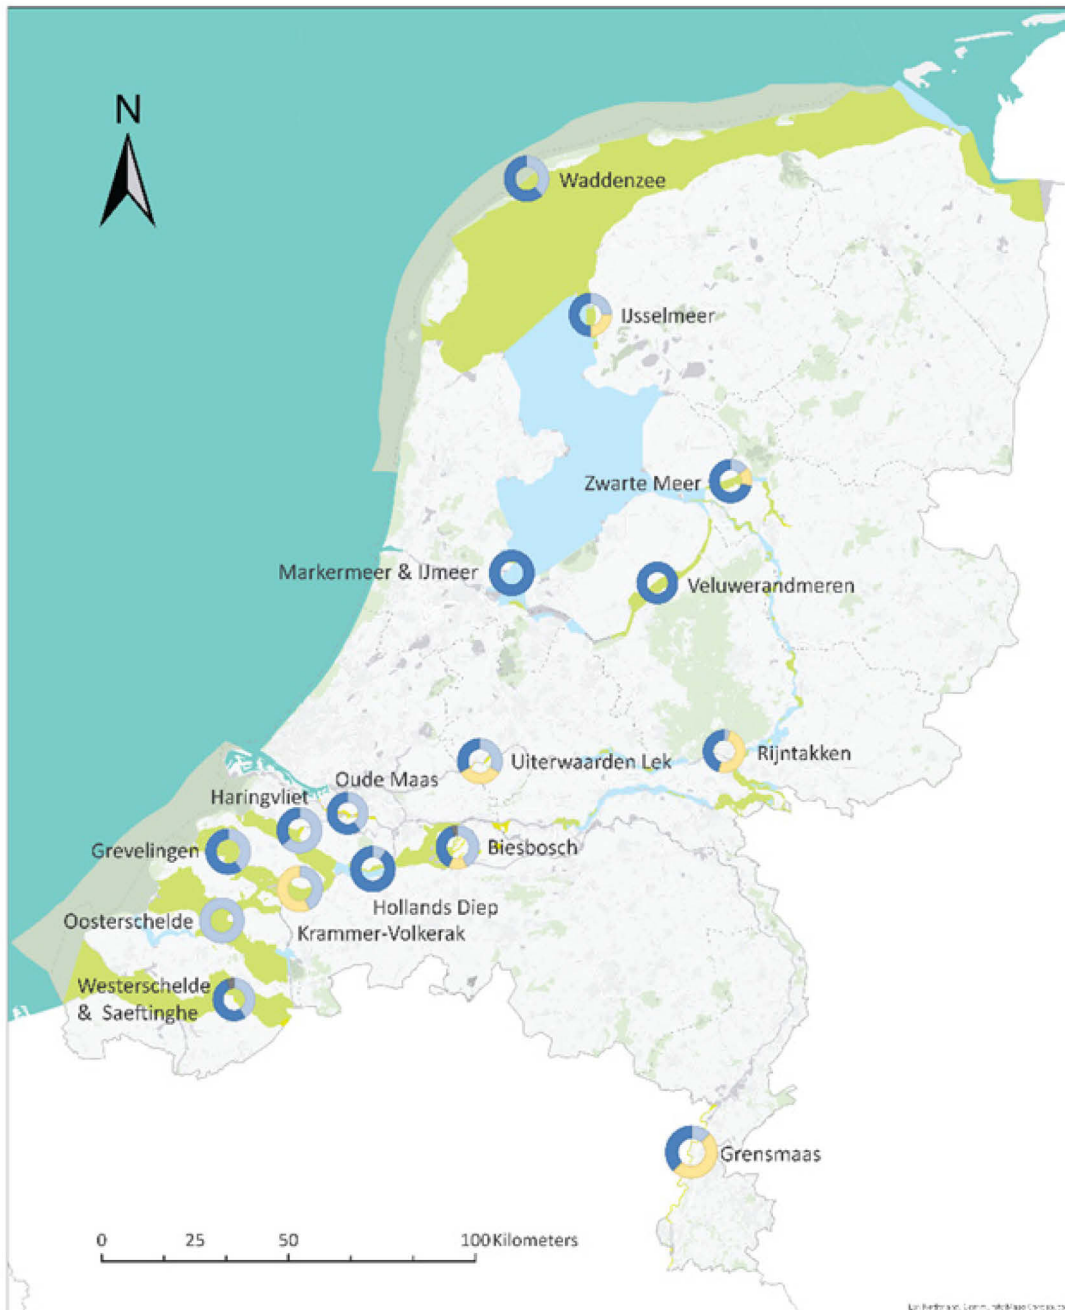 N
Waddenzee
IJsselmeer
Zwarte Meer
Markermeer & IJmeer
Veluwerandmeren
Uiterwaarden Lek
Rijntakken
Oude Maas
Haringvliet
Grevelingen
Biesbosch
Hollands Diep
Oosterschelde
Krammer-Volkerak
Westerschelde
& Saeftinghe
Grensmaas
0 25 50 100 Kilometers